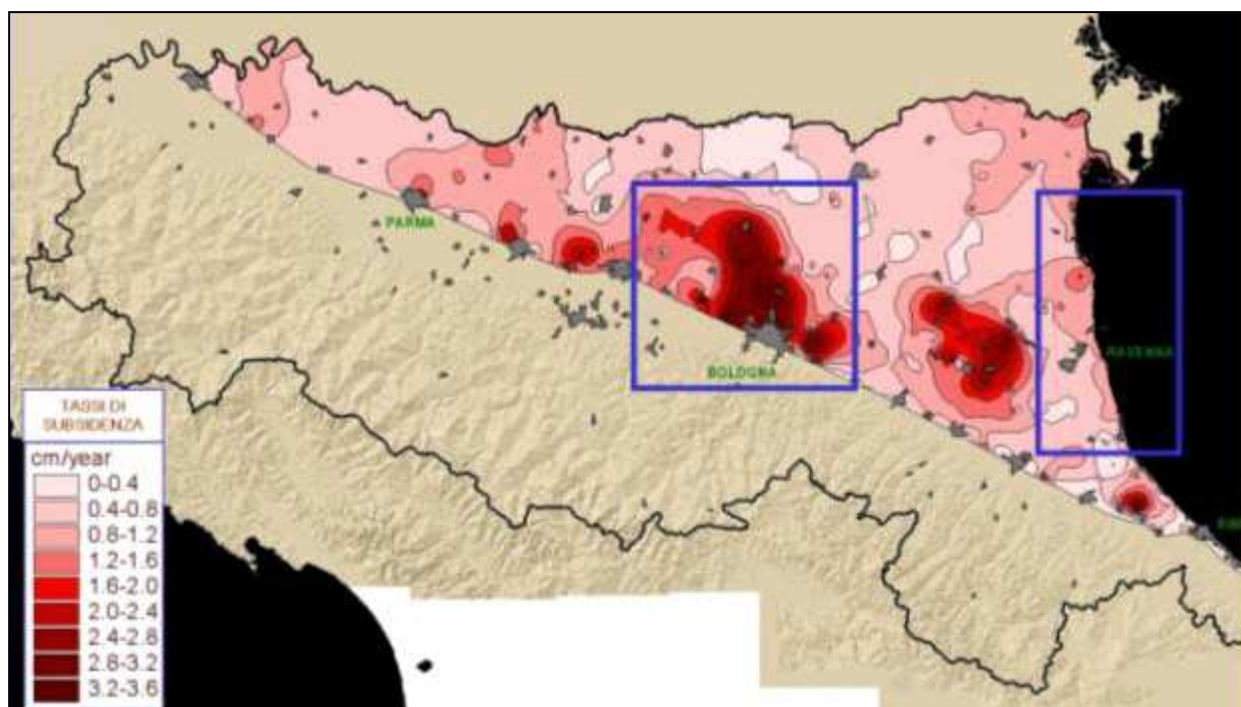 PARMA
BOLOGNA
RAVENNA
TASSI DI
SUBSIDENZA
cm/year
0-0.4
0.4-0.8
0.8-1.2
1.2-1.6
1.6-2.0
2.0-2.4
2.4-2.8
2.8-3.2
3.2-3.6